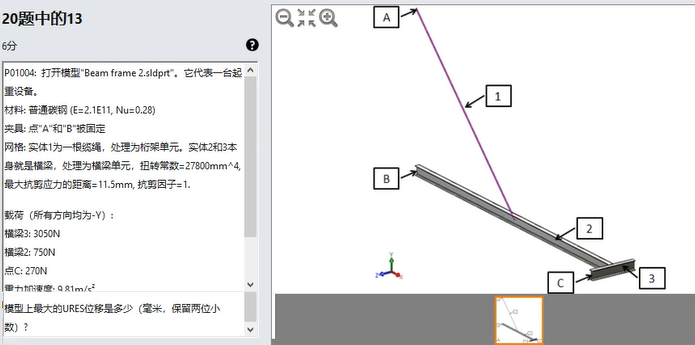 20题中的13
6分
P01004: 打开模型"Beam frame 2.sldprt"。它代表一台起
重设备。
材料: 普通碳钢 (E=2.1E11, Nu=0.28)
夹具: 点"A"和"B"被固定
网格: 实体1为一根缆绳，处理为桁架单元。实体2和3本
身就是横梁，处理为横梁单元，扭转常数=27800mm^4,
最大抗剪应力的距离=11.5mm, 抗剪因子=1.
载荷（所有方向均为-Y）:
横梁3: 3050N
横梁2: 750N
点C: 270N
重力加速度: 9.81m/s²
模型上最大的URES位移是多少（毫米，保留两位小
数）?
A
1
B
2
C
3
Y
Z
X